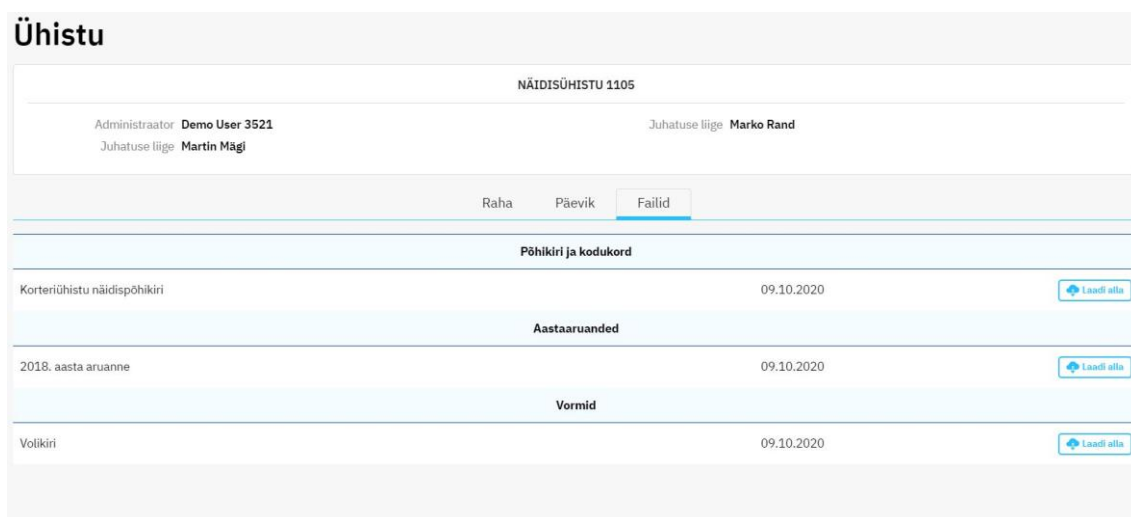 Ühistu
NÄIDISÜHISTU 1105
Administraator Demo User 3521 Juhatuse liige Marko Rand
Juhatuse liige Martin Mägi
Raha Päevik Failid
Põhikiri ja kodukord
Korteriühistu näidispõhikiri 09.10.2020 Laadi alla
Aastaaruanded
2018. aasta aruanne 09.10.2020 Laadi alla
Vormid
Volikiri 09.10.2020 Laadi alla